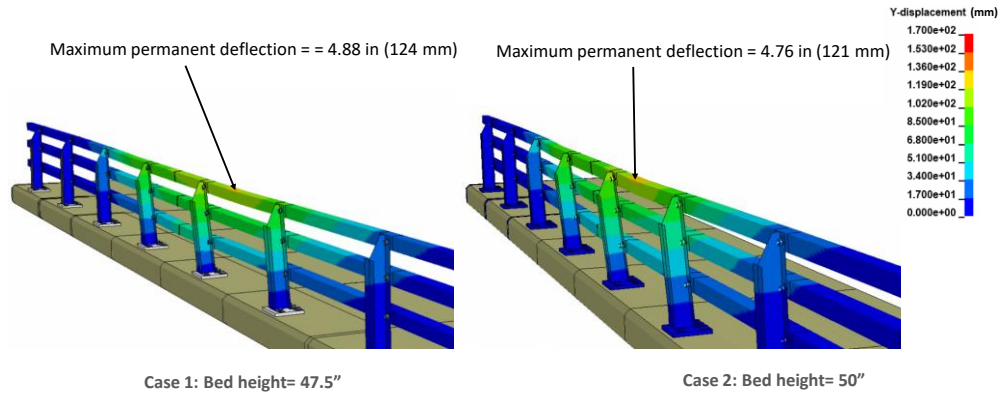 Y-displacement (mm)
1.700e+02
1.530e+02
1.360e+02
1.190e+02
1.020e+02
8.500e+01
6.800e+01
5.100e+01
3.400e+01
1.700e+01
0.000e+00
Maximum permanent deflection = = 4.88 in (124 mm)
Maximum permanent deflection = 4.76 in (121 mm)
Case 1: Bed height= 47.5”
Case 2: Bed height= 50”